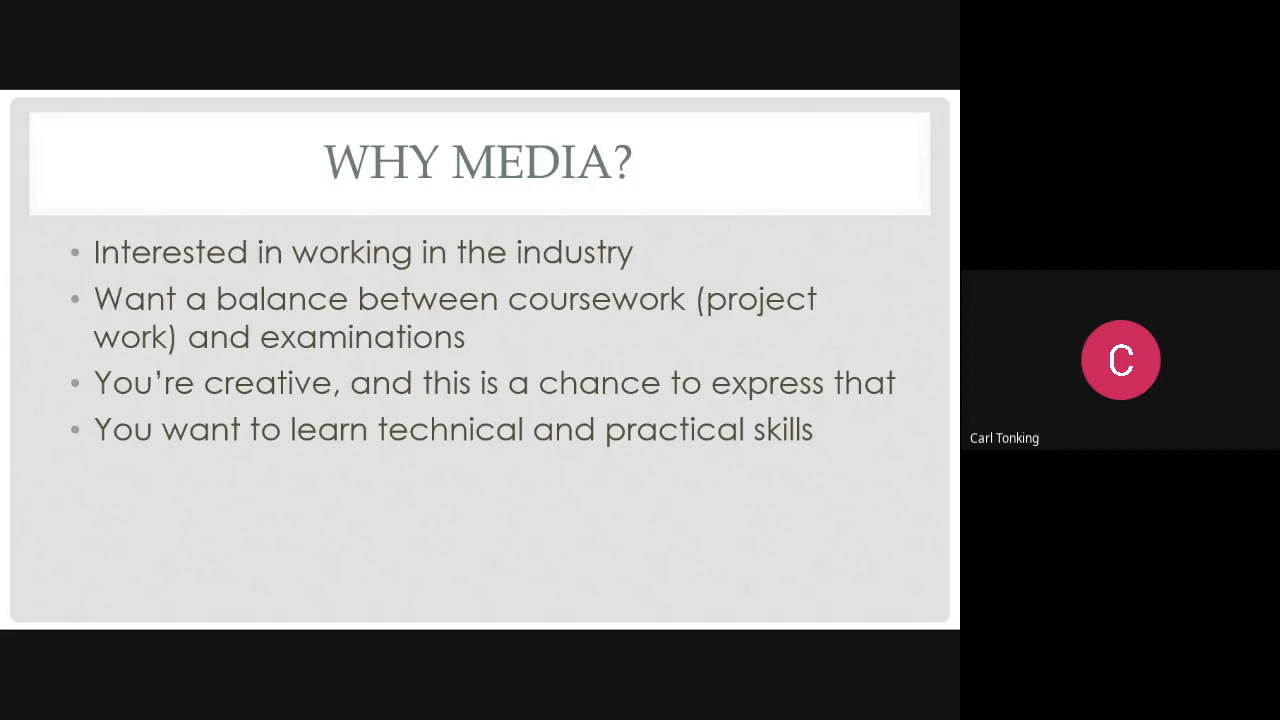 WHY MEDIA?
• Interested in working in the industry
• Want a balance between coursework (project
work) and examinations
• You’re creative, and this is a chance to express that
• You want to learn technical and practical skills
C
Carl Tonking